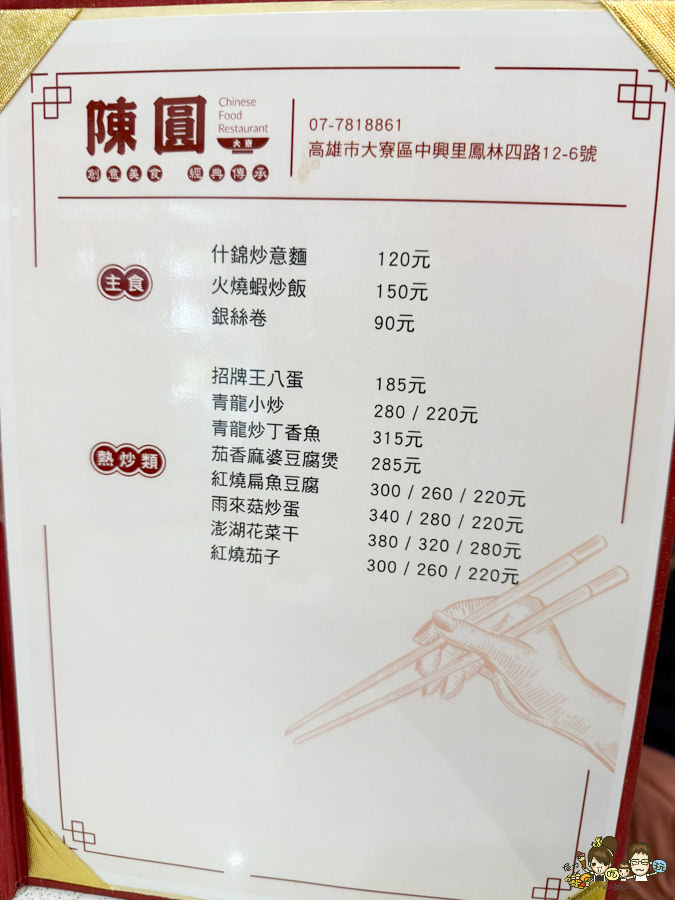 陳圓
Chinese
Food
Restaurant
大寮
創意美食 經典傳承
07-7818861
高雄市大寮區中興里鳳林四路12-6號
主食
什錦炒意麵 120元
火燒蝦炒飯 150元
銀絲卷 90元
熱炒類
招牌王八蛋 185元
青龍小炒 280 / 220元
青龍炒丁香魚 315元
茄香麻婆豆腐煲 285元
紅燒扁魚豆腐 300 / 260 / 220元
雨來菇炒蛋 340 / 280 / 220元
澎湖花菜干 380 / 320 / 280元
紅燒茄子 300 / 260 / 220元